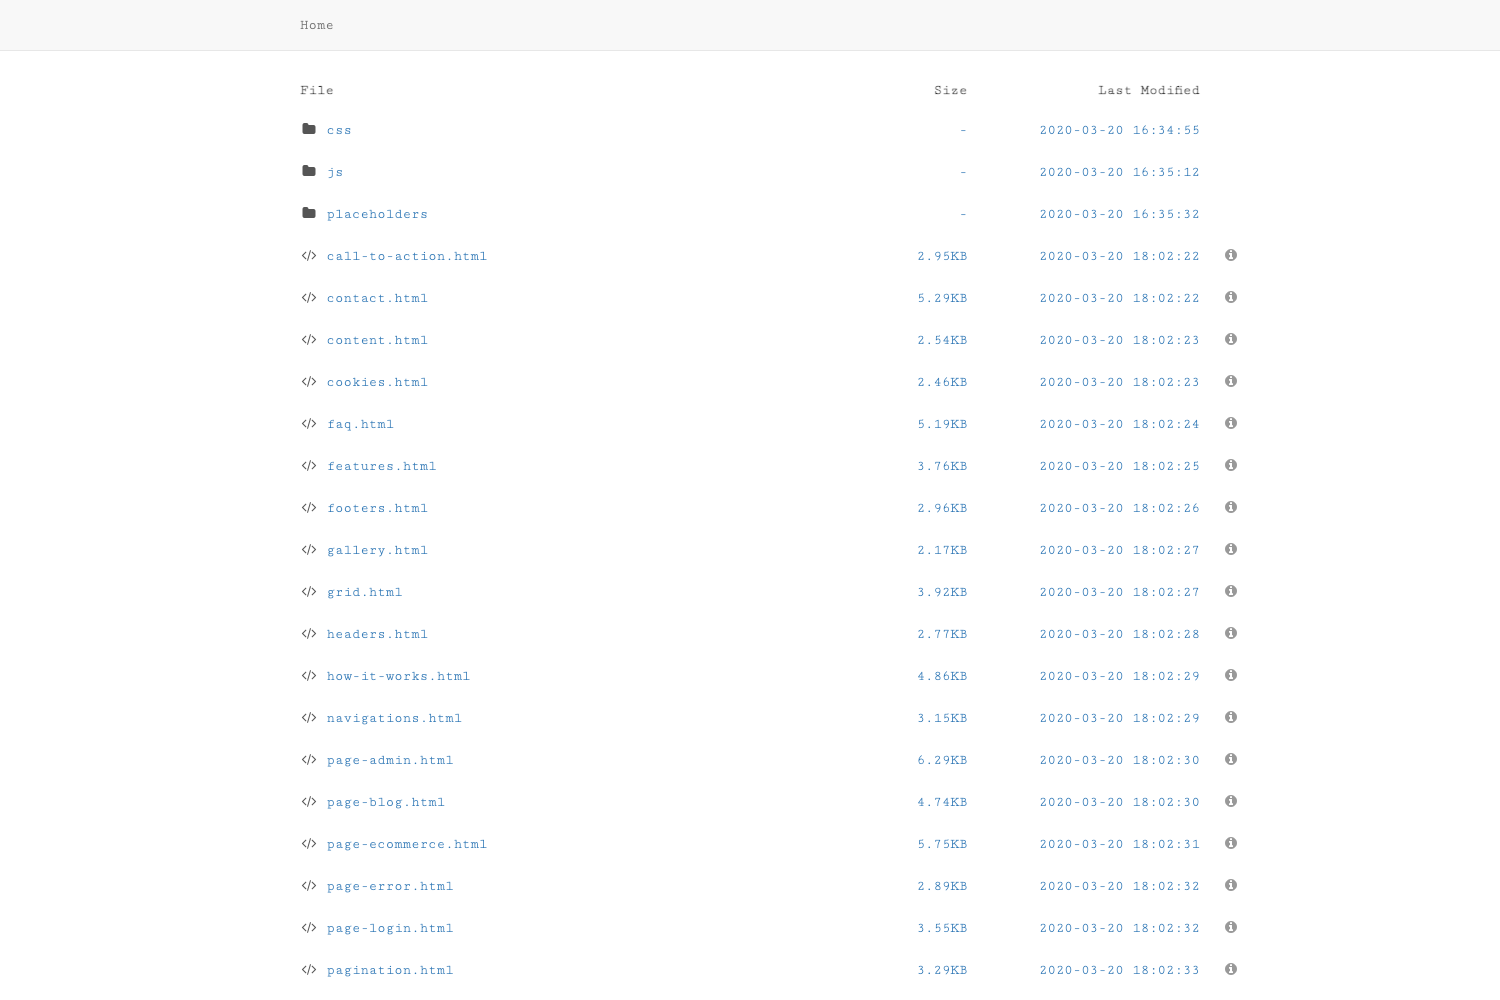 Home
File Size Last Modified
css - 2020-03-20 16:34:55
js - 2020-03-20 16:35:12
placeholders - 2020-03-20 16:35:32
call-to-action.html 2.95KB 2020-03-20 18:02:22
contact.html 5.29KB 2020-03-20 18:02:22
content.html 2.54KB 2020-03-20 18:02:23
cookies.html 2.46KB 2020-03-20 18:02:23
faq.html 5.19KB 2020-03-20 18:02:24
features.html 3.76KB 2020-03-20 18:02:25
footers.html 2.96KB 2020-03-20 18:02:26
gallery.html 2.17KB 2020-03-20 18:02:27
grid.html 3.92KB 2020-03-20 18:02:27
headers.html 2.77KB 2020-03-20 18:02:28
how-it-works.html 4.86KB 2020-03-20 18:02:29
navigations.html 3.15KB 2020-03-20 18:02:29
page-admin.html 6.29KB 2020-03-20 18:02:30
page-blog.html 4.74KB 2020-03-20 18:02:30
page-ecommerce.html 5.75KB 2020-03-20 18:02:31
page-error.html 2.89KB 2020-03-20 18:02:32
page-login.html 3.55KB 2020-03-20 18:02:32
pagination.html 3.29KB 2020-03-20 18:02:33